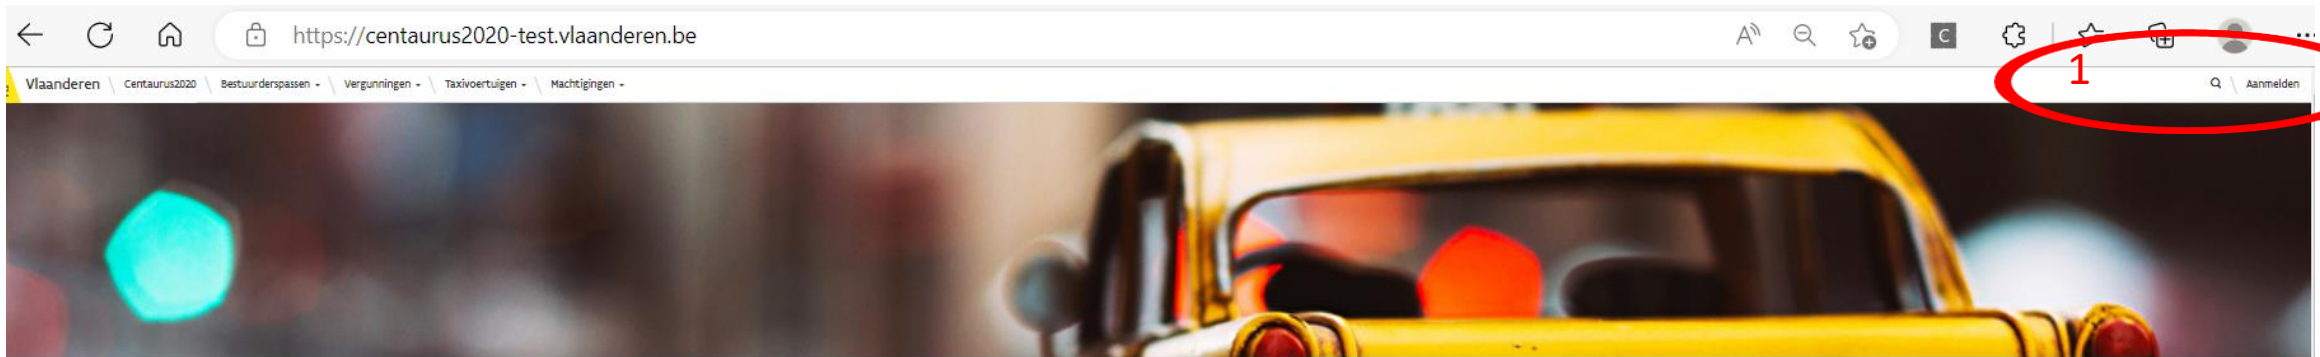 https://centaurus2020-test.vlaanderen.be
Vlaanderen Centaurus2020 Bestuurderspassen Vergunningen Taxivoertuigen Machtigingen 1 Aanmelden